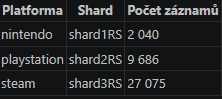 Platforma Shard Počet záznamů
nintendo shard1RS 2 040
playstation shard2RS 9 686
steam shard3RS 27 075